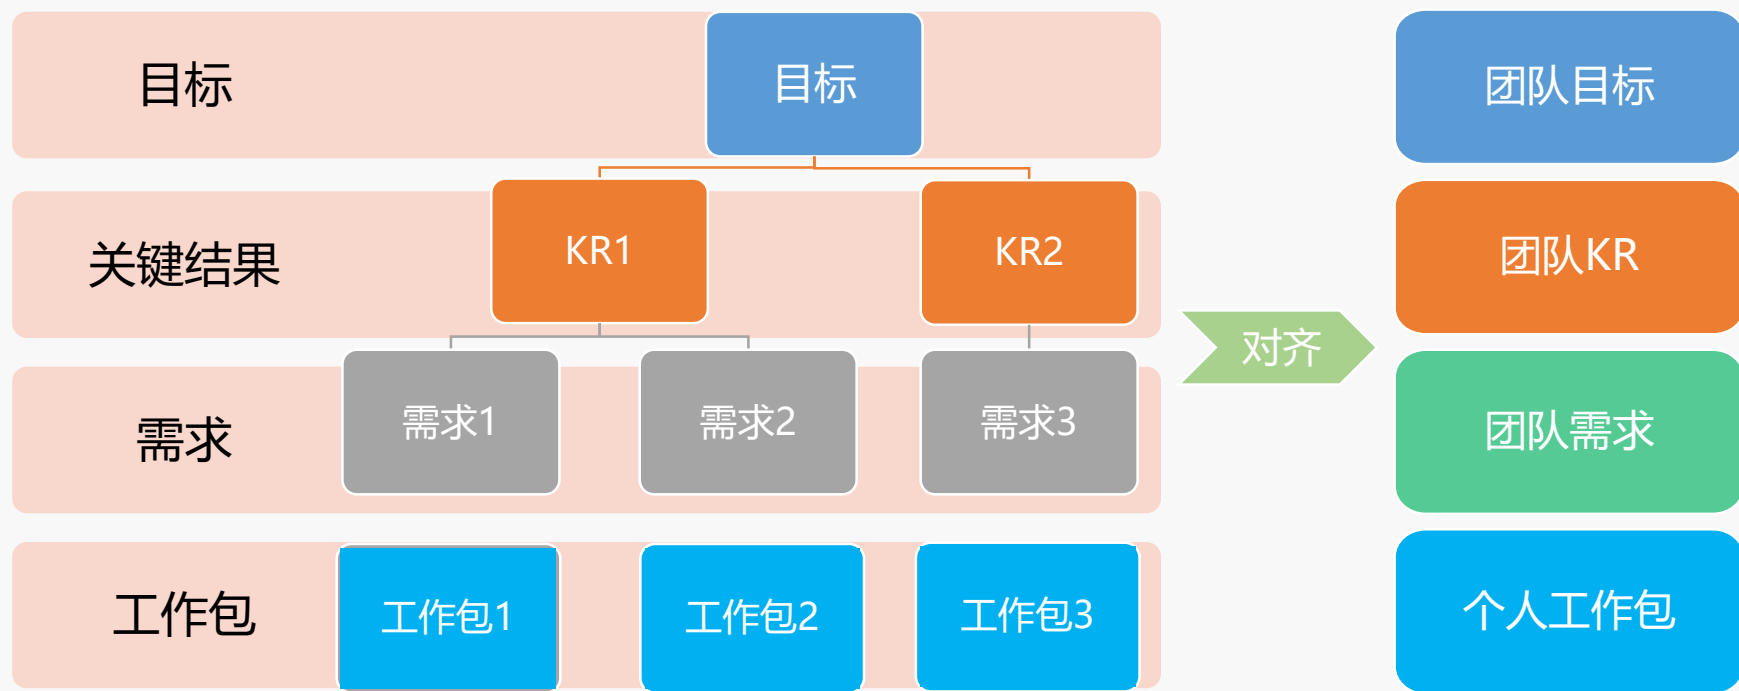 目标
目标
团队目标
关键结果
KR1
KR2
团队KR
对齐
需求
需求1
需求2
需求3
团队需求
工作包
工作包1
工作包2
工作包3
个人工作包